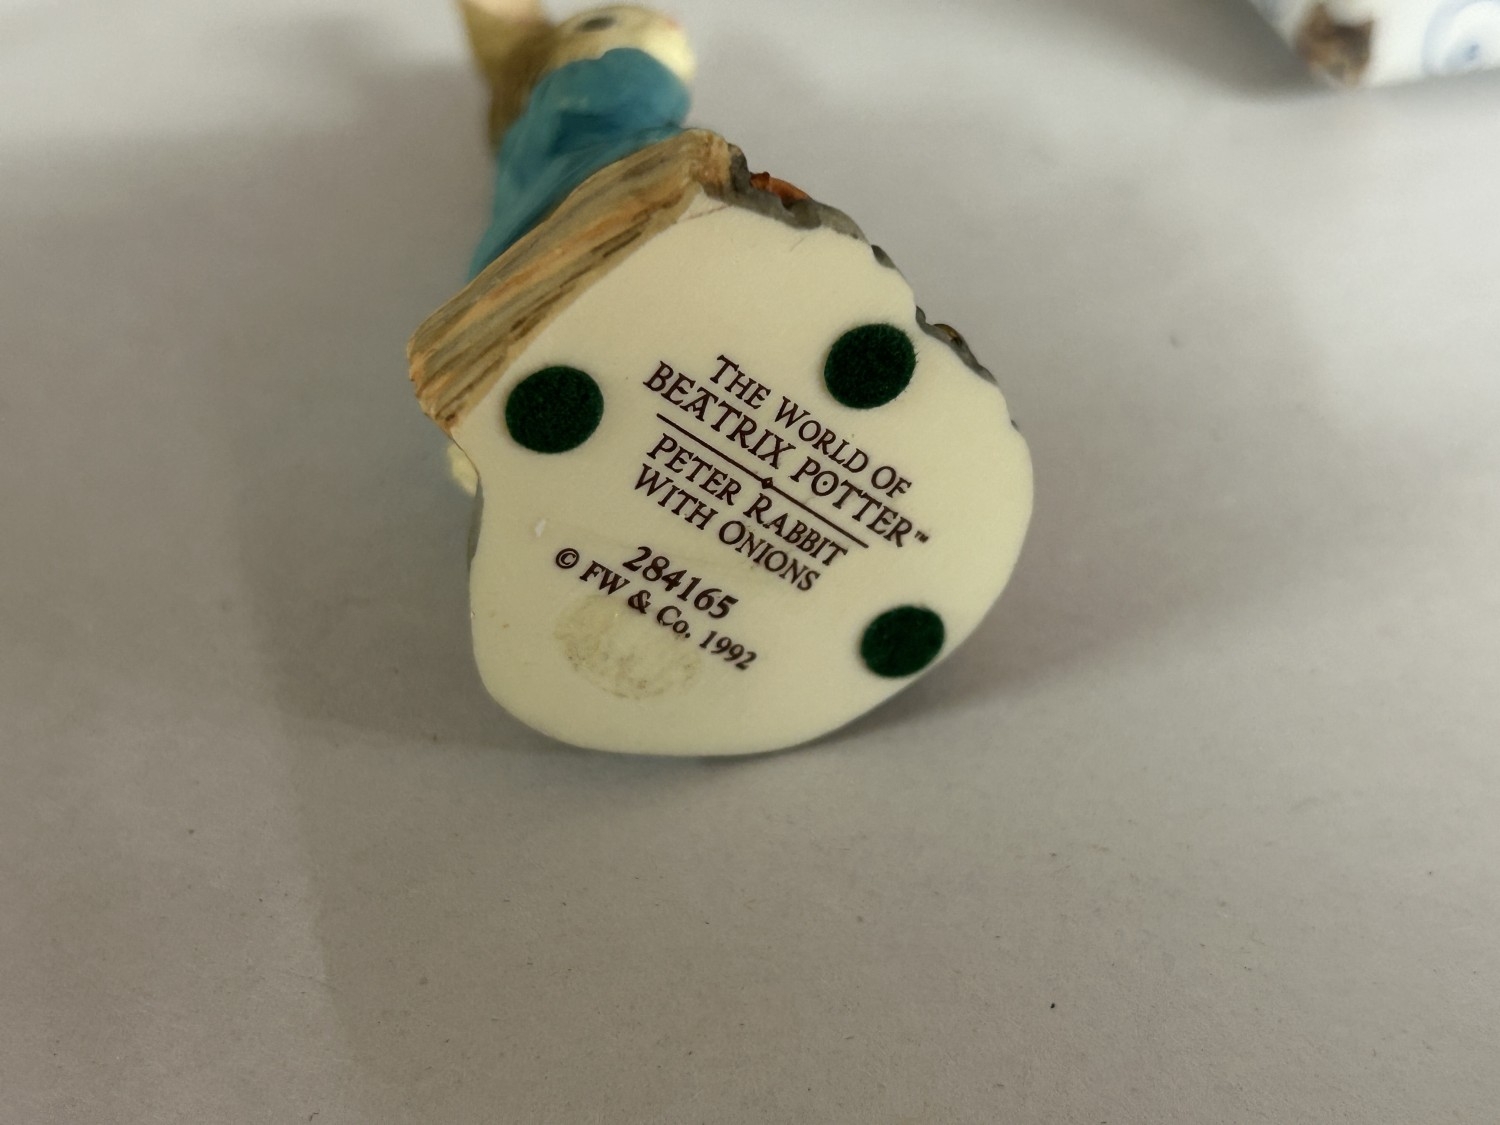 THE WORLD OF
BEATRIX POTTER™
PETER RABBIT
WITH ONIONS
284165
© FW & Co. 1992